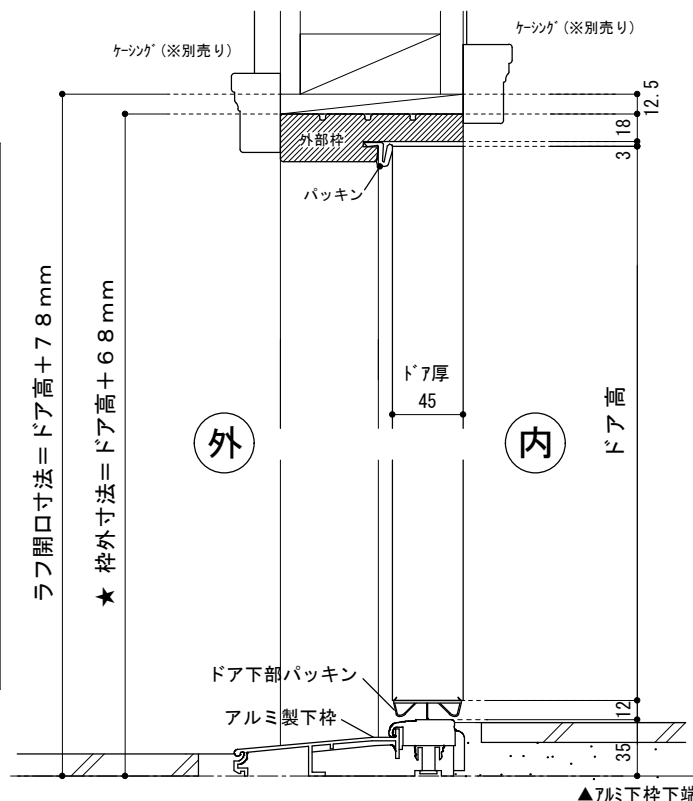 ｹｰｼﾝｸﾞ(※別売り)
ｹｰｼﾝｸﾞ(※別売り)
12.5
18
3
外部枠
パッキン
ラフ開口寸法＝ドア高＋７８mm
★ 枠外寸法＝ドア高＋６８mm
ﾄﾞｱ厚
45
外
内
ドア高
ドア下部パッキン
アルミ製下枠
12
35
▲ｱﾙﾐ下枠下端